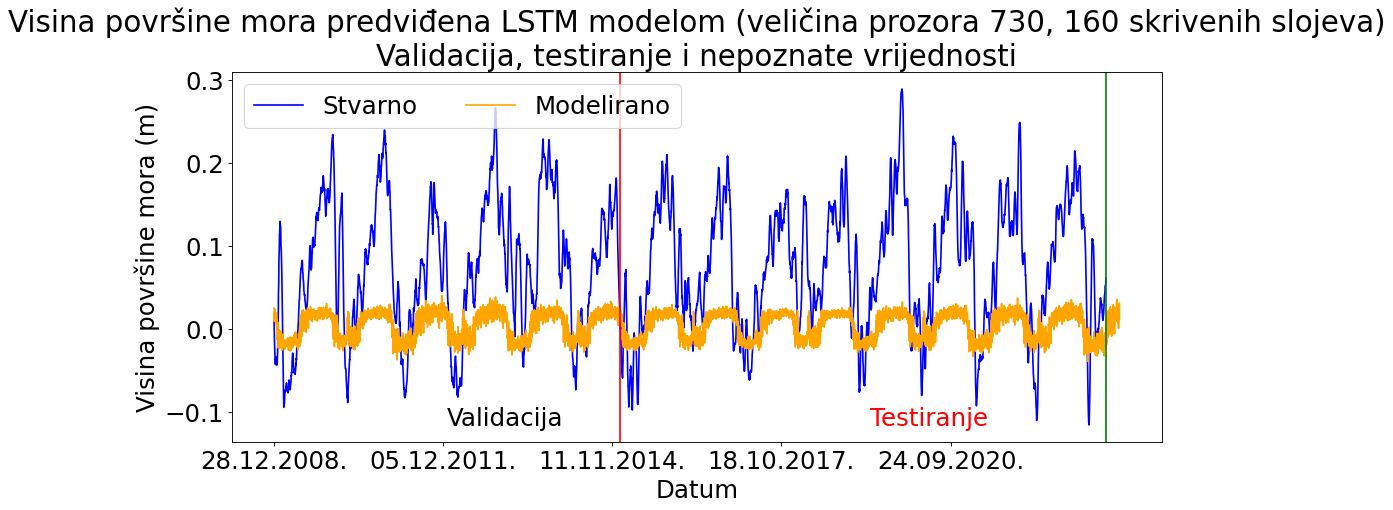 Visina površine mora predviđena LSTM modelom (veličina prozora 730, 160 skrivenih slojeva)
Validacija, testiranje i nepoznate vrijednosti
Stvarno
Modelirano
Visina površine mora (m)
0.3
0.2
0.1
0.0
−0.1
Validacija
Testiranje
28.12.2008.
05.12.2011.
11.11.2014.
18.10.2017.
24.09.2020.
Datum